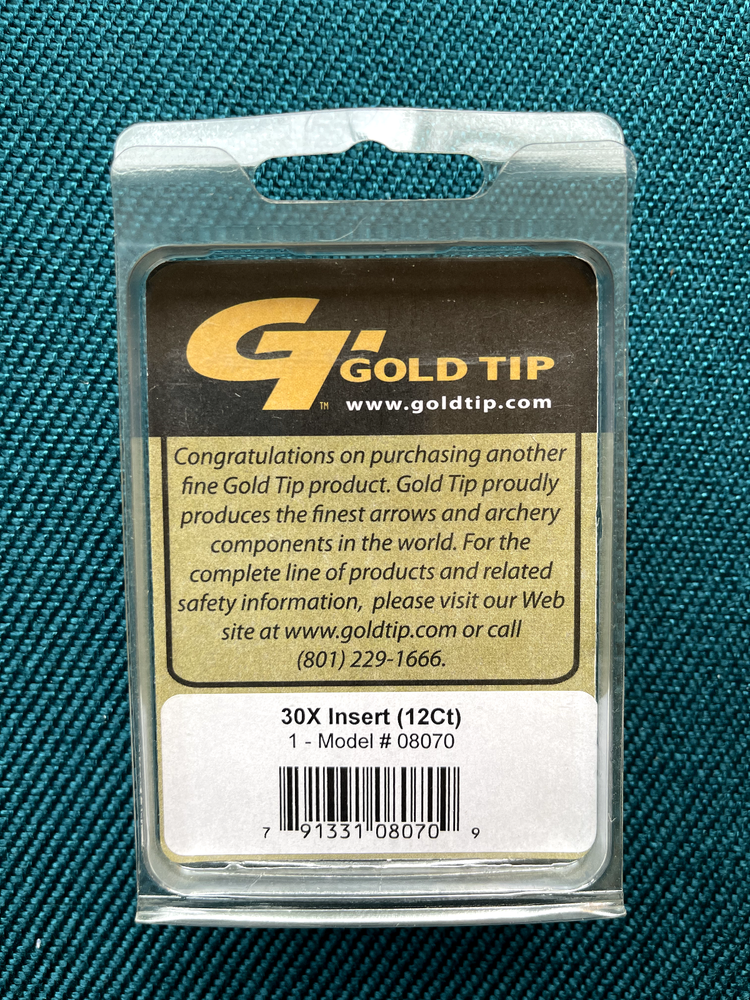 GT
GOLD TIP
™ www.goldtip.com
Congratulations on purchasing another
fine Gold Tip product. Gold Tip proudly
produces the finest arrows and archery
components in the world. For the
complete line of products and related
safety information, please visit our Web
site at www.goldtip.com or call
(801) 229-1666.
30X Insert (12Ct)
1 - Model # 08070
7 91331 08070 9